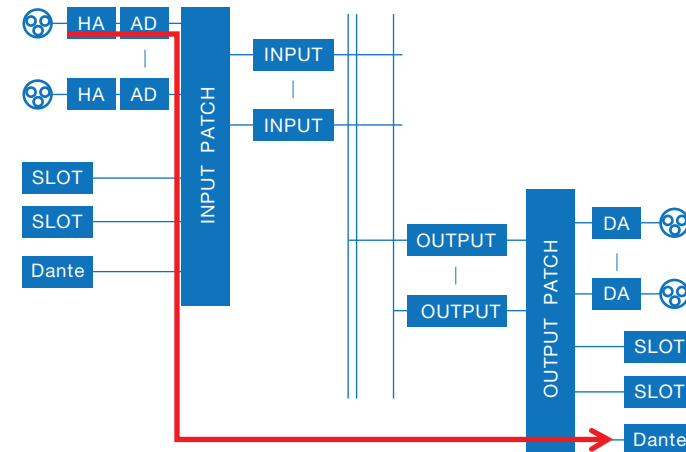 HA AD
HA AD
SLOT
SLOT
Dante
INPUT PATCH
INPUT
INPUT
OUTPUT
OUTPUT
OUTPUT PATCH
DA
DA
SLOT
SLOT
Dante